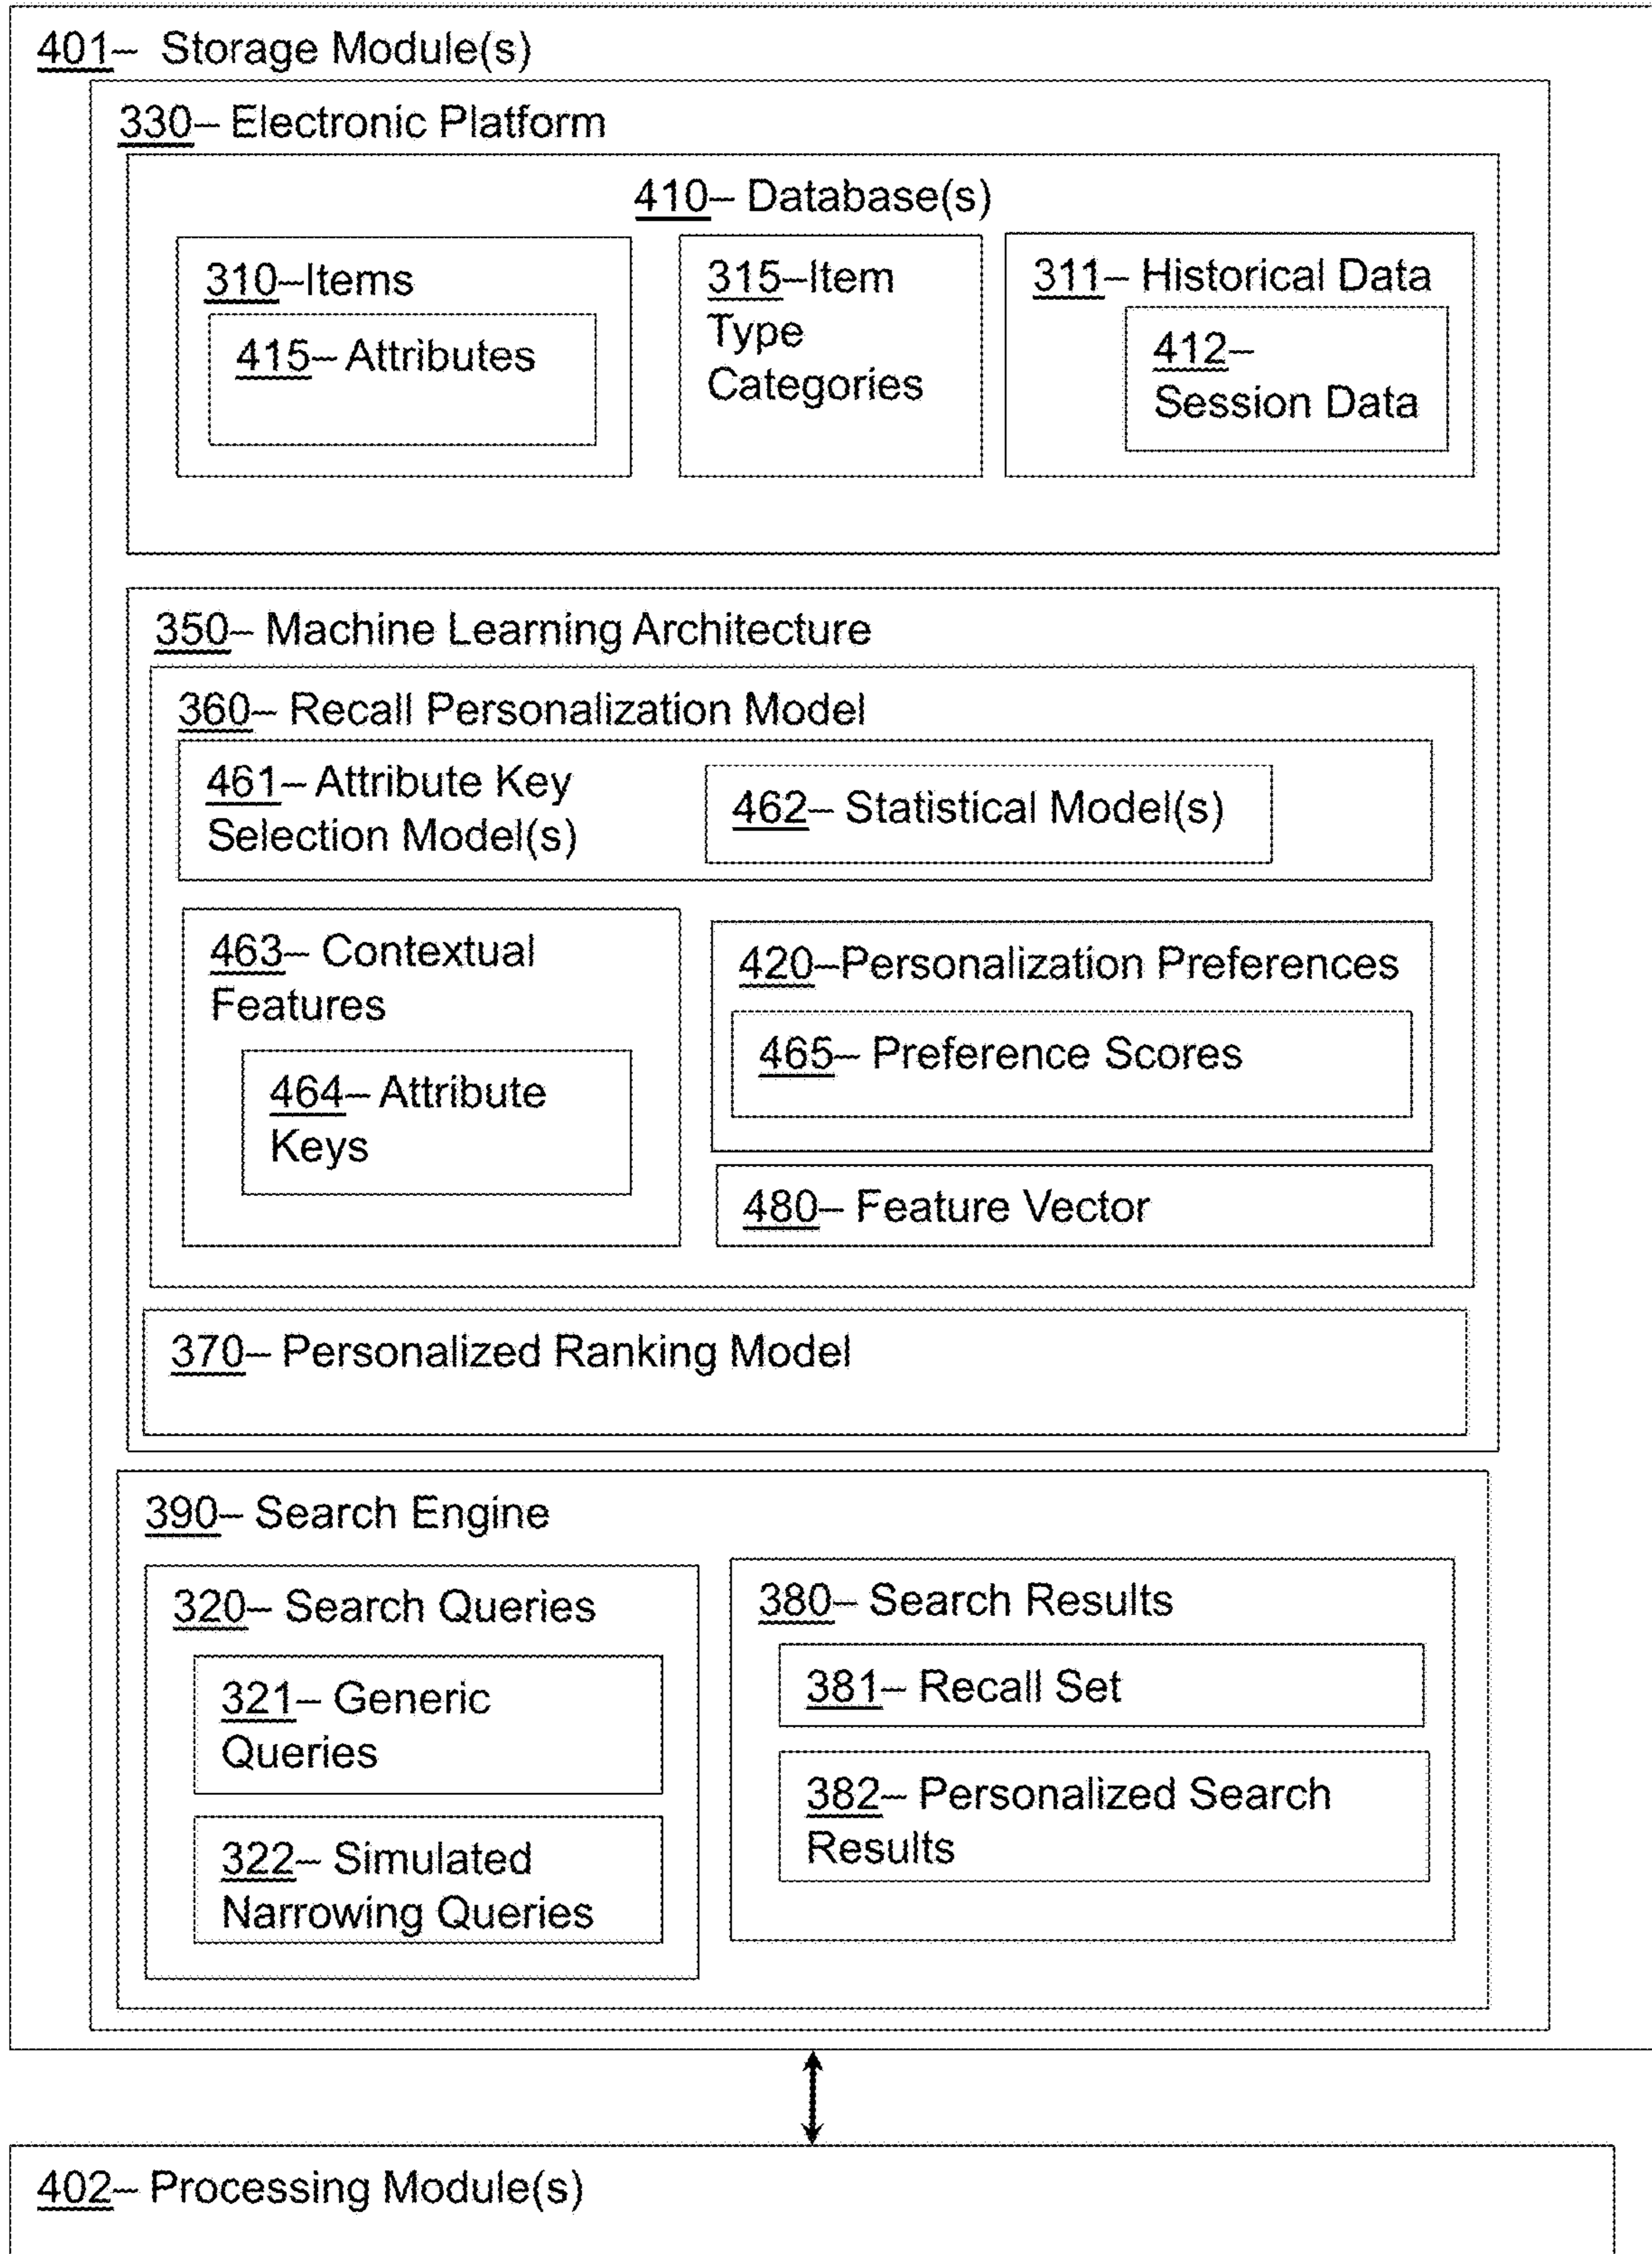 401– Storage Module(s)
330– Electronic Platform
410– Database(s)
310–Items
415– Attributes
315–Item
Type
Categories
311– Historical Data
412–
Session Data
350– Machine Learning Architecture
360– Recall Personalization Model
461– Attribute Key
Selection Model(s)
462– Statistical Model(s)
463– Contextual
Features
464– Attribute
Keys
420–Personalization Preferences
465– Preference Scores
480– Feature Vector
370– Personalized Ranking Model
390– Search Engine
320– Search Queries
321– Generic
Queries
322– Simulated
Narrowing Queries
380– Search Results
381– Recall Set
382– Personalized Search
Results
402– Processing Module(s)